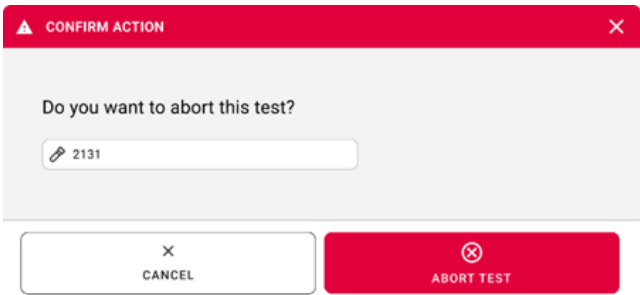 CONFIRM ACTION
Do you want to abort this test?
2131
CANCEL
ABORT TEST